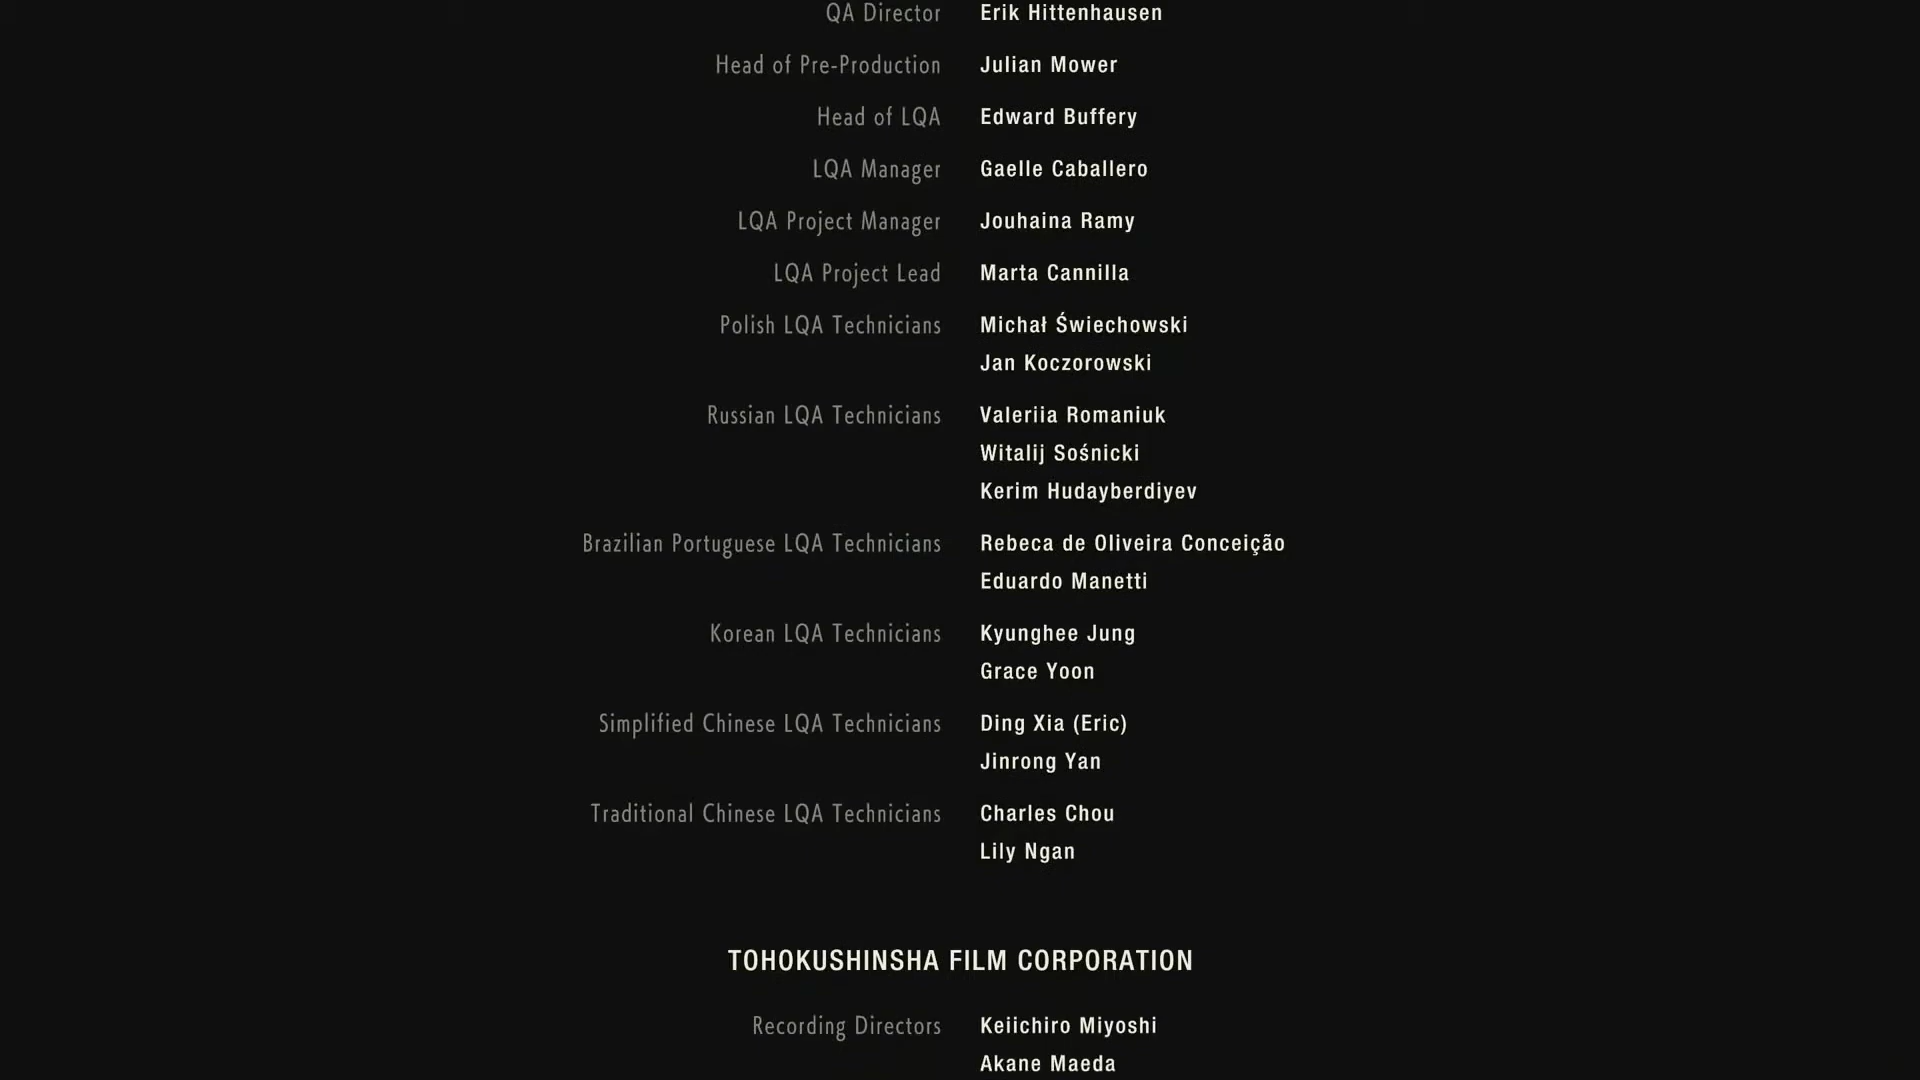 QA Director Erik Hittenhausen
Head of Pre-Production Julian Mower
Head of LQA Edward Buffery
LQA Manager Gaelle Caballero
LQA Project Manager Jouhaina Ramy
LQA Project Lead Marta Cannilla
Polish LQA Technicians Michał Świechowski
Jan Koczorowski
Russian LQA Technicians Valeriia Romaniuk
Witalij Sośnicki
Kerim Hudayberdiyev
Brazilian Portuguese LQA Technicians Rebeca de Oliveira Conceição
Eduardo Manetti
Korean LQA Technicians Kyunghee Jung
Grace Yoon
Simplified Chinese LQA Technicians Ding Xia (Eric)
Jinrong Yan
Traditional Chinese LQA Technicians Charles Chou
Lily Ngan
TOHOKUSHINSHA FILM CORPORATION
Recording Directors Keiichiro Miyoshi
Akane Maeda